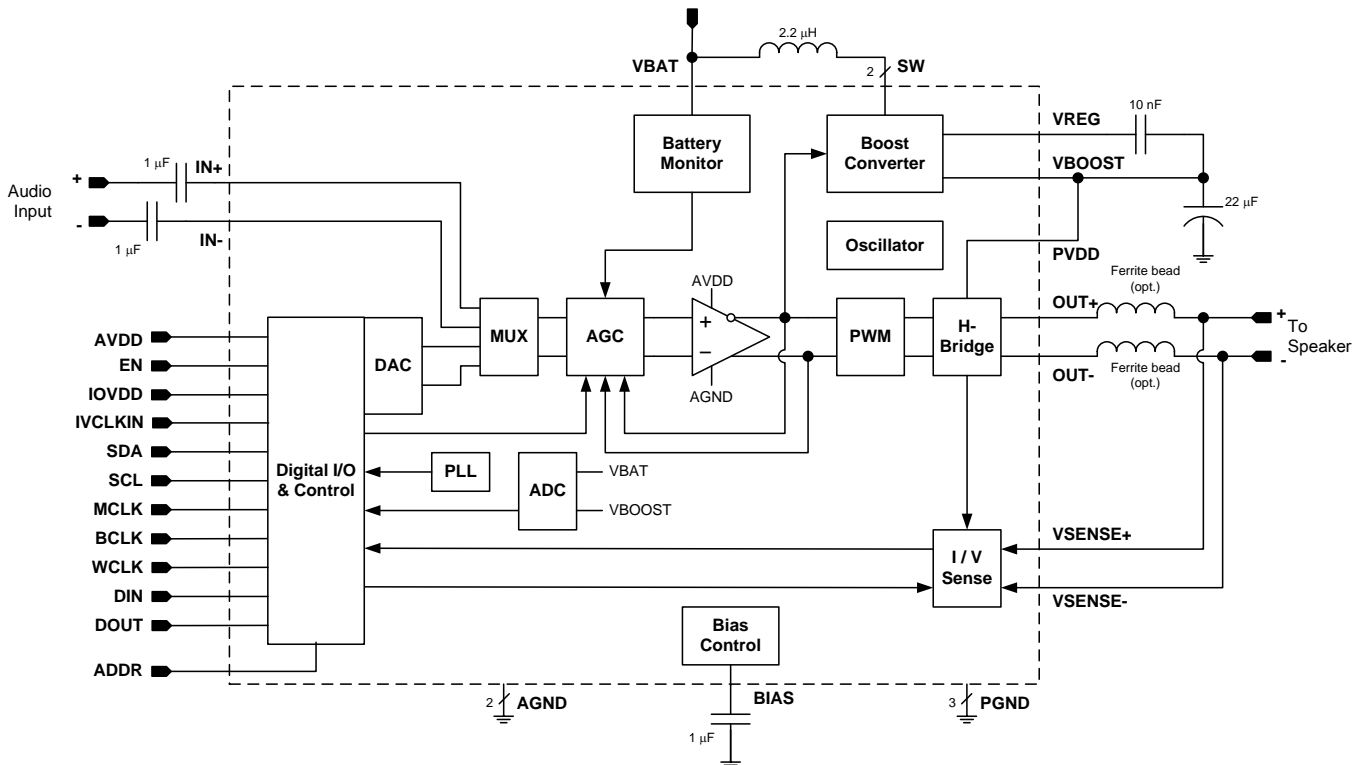 2.2 μH
VBAT
2
SW
Battery
Monitor
Boost
Converter
VREG
10 nF
VBOOST
22 μF
1 μF
IN+
+
Audio
Input
-
1 μF
IN-
Oscillator
PVDD
Ferrite bead
(opt.)
AVDD
OUT+
AVDD
EN
IOVDD
IVCLKIN
SDA
SCL
MCLK
BCLK
WCLK
DIN
DOUT
ADDR
Digital I/O
& Control
DAC
MUX
AGC
+
−
AGND
PWM
H-
Bridge
+
To
Speaker
-
OUT-
Ferrite bead
(opt.)
PLL
ADC
VBAT
VBOOST
I / V
Sense
VSENSE+
VSENSE-
Bias
Control
2
AGND
BIAS
1 μF
3
PGND